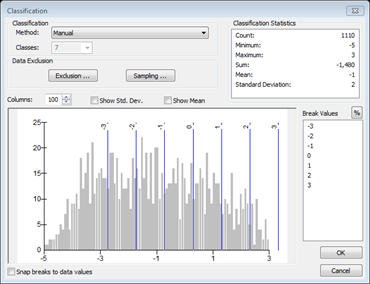 Classification
Classification
Method: Manual
Classes: 7
Data Exclusion
Exclusion ... Sampling ...
Classification Statistics
Count: 1110
Minimum: -5
Maximum: 3
Sum: -1,480
Mean: -1
Standard Deviation: 2
Columns: 100 Show Std. Dev. Show Mean
Break Values %
-3
-2
-1
0
1
2
3
25
20
15
10
5
0
-3 -2 -1 0 1 2 3
-5 -3 -1 1 3
Snap breaks to data values
OK
Cancel